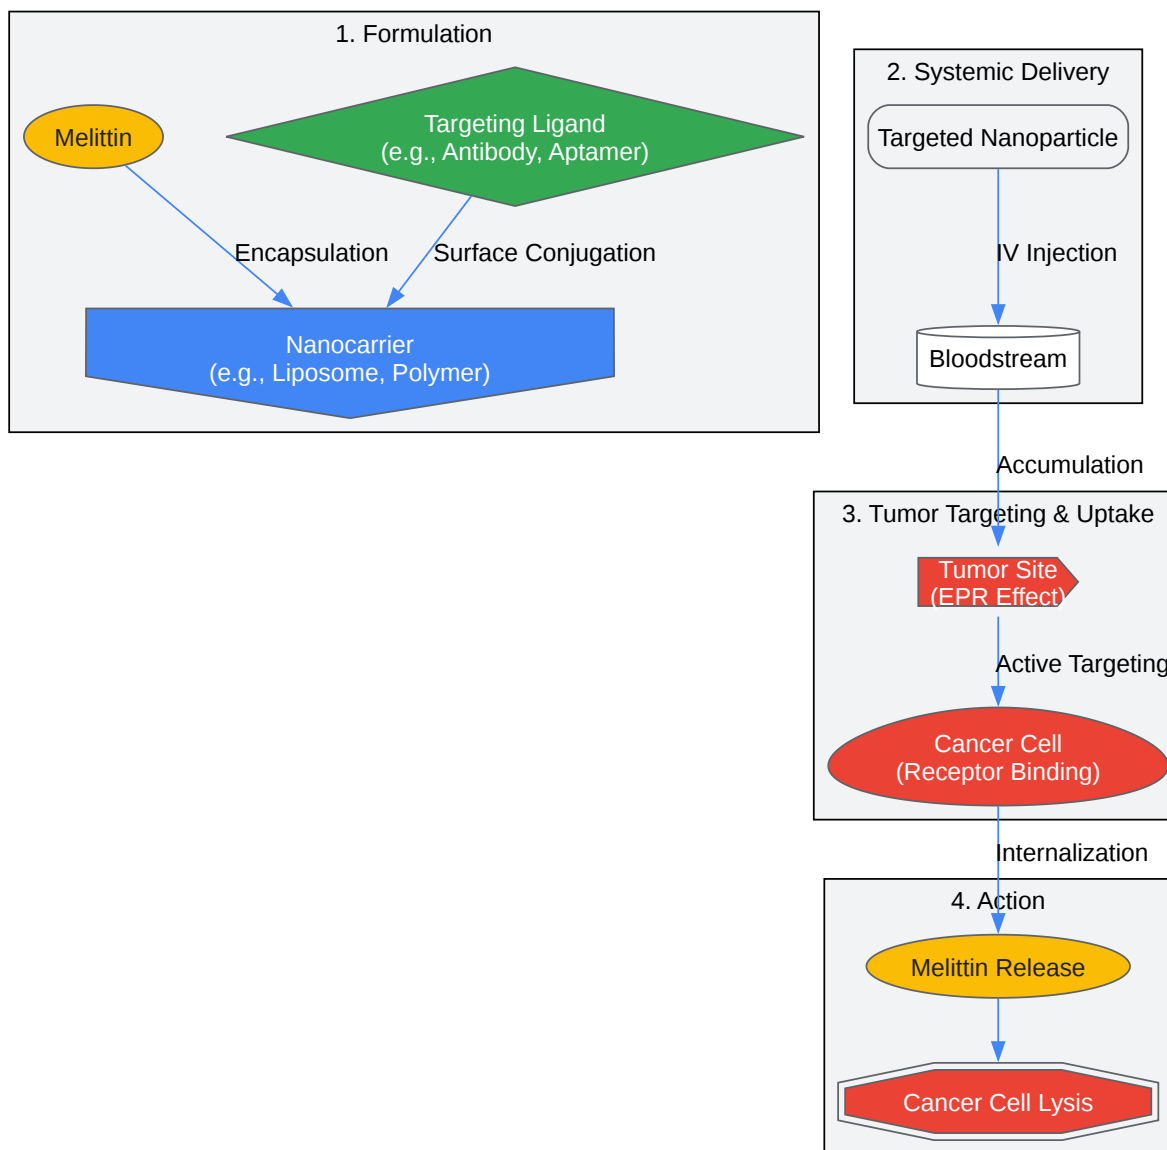 1. Formulation
Melittin
Targeting Ligand
(e.g., Antibody, Aptamer)
Encapsulation
Surface Conjugation
Nanocarrier
(e.g., Liposome, Polymer)
2. Systemic Delivery
Targeted Nanoparticle
IV Injection
Bloodstream
Accumulation
3. Tumor Targeting & Uptake
Tumor Site
(EPR Effect)
Active Targeting
Cancer Cell
(Receptor Binding)
Internalization
4. Action
Melittin Release
Cancer Cell Lysis